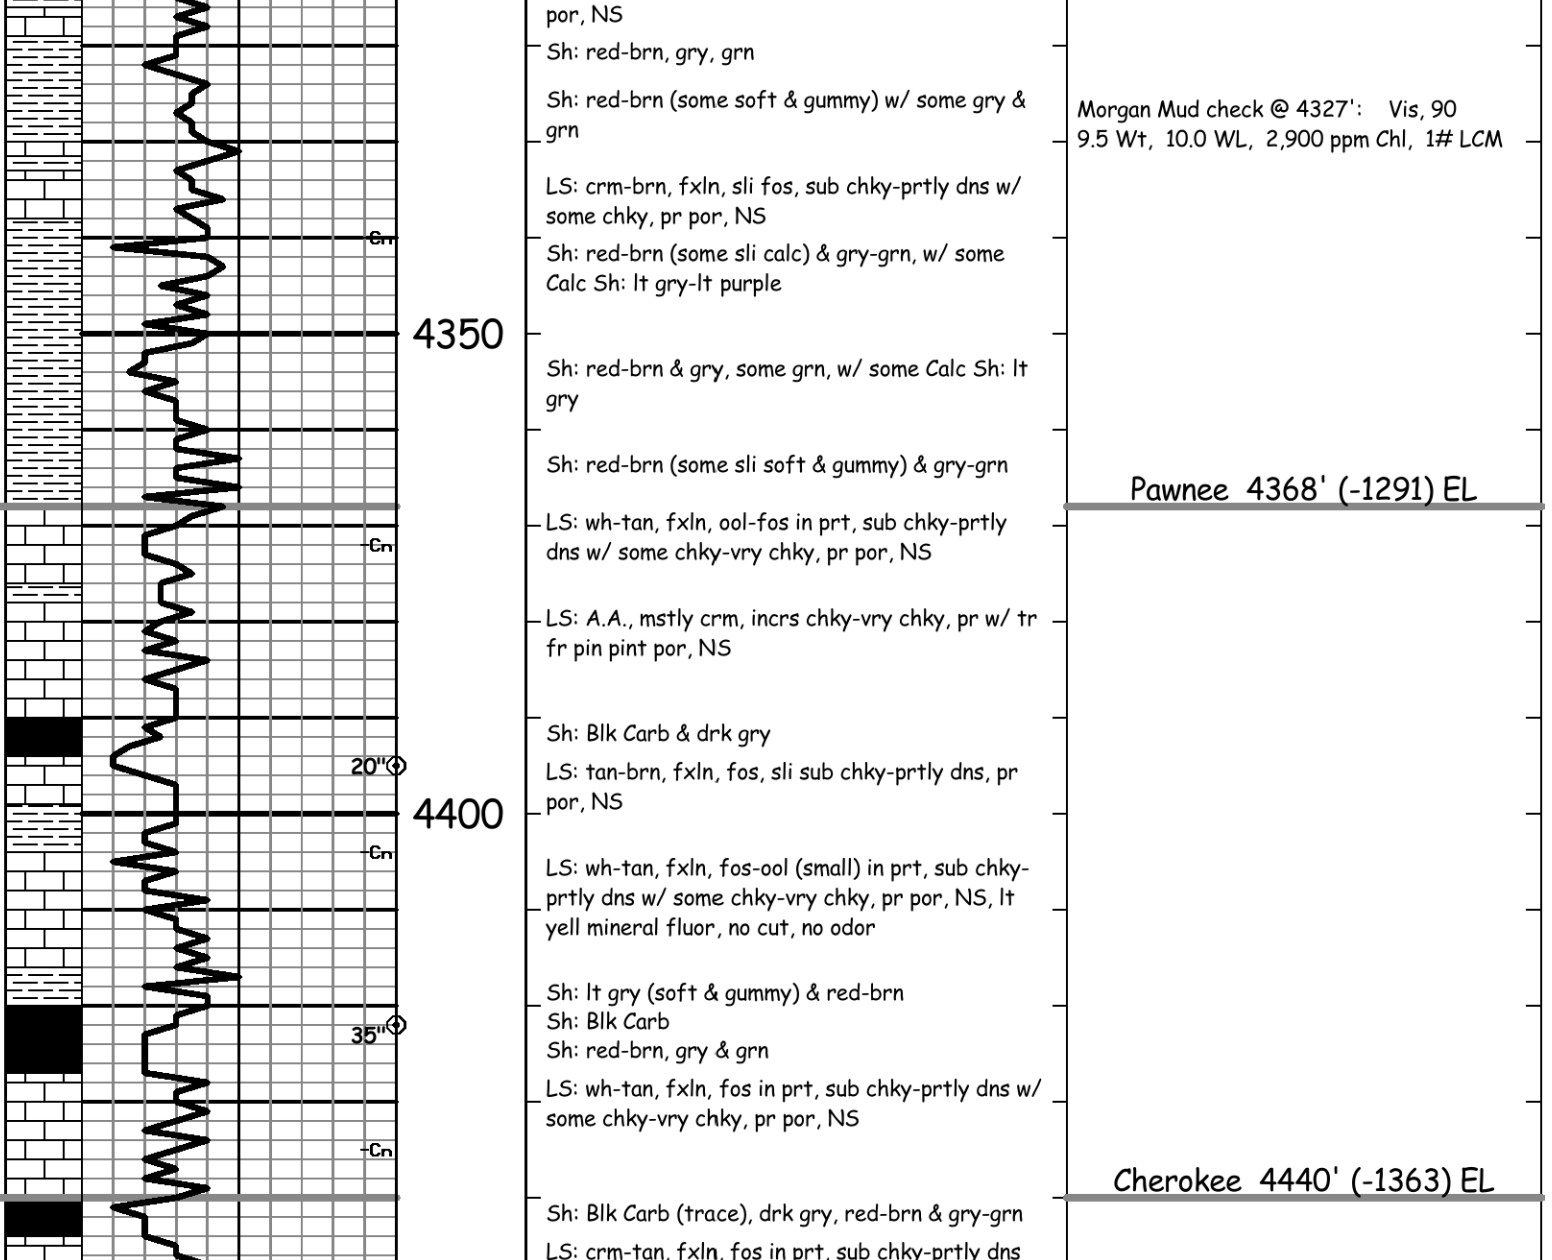 por, NS
Sh: red-brn, gry, grn
Sh: red-brn (some soft & gummy) w/ some gry &
grn
Morgan Mud check @ 4327': Vis, 90
9.5 Wt, 10.0 WL, 2,900 ppm Chl, 1# LCM
LS: crm-brn, fxln, sli fos, sub chky-prtly dns w/
some chky, pr por, NS
Cn
Sh: red-brn (some sli calc) & gry-grn, w/ some
Calc Sh: lt gry-lt purple
4350
Sh: red-brn & gry, some grn, w/ some Calc Sh: lt
gry
Sh: red-brn (some sli soft & gummy) & gry-grn
Pawnee 4368' (-1291) EL
LS: wh-tan, fxln, ool-fos in prt, sub chky-prtly
dns w/ some chky-vry chky, pr por, NS
Cn
LS: A.A., mstly crm, incrs chky-vry chky, pr w/ tr
fr pin pint por, NS
Sh: Blk Carb & drk gry
20"
LS: tan-brn, fxln, fos, sli sub chky-prtly dns, pr
por, NS
4400
Cn
LS: wh-tan, fxln, fos-ool (small) in prt, sub chky-
prtly dns w/ some chky-vry chky, pr por, NS, lt
yell mineral fluor, no cut, no odor
Sh: lt gry (soft & gummy) & red-brn
Sh: Blk Carb
35"
Sh: red-brn, gry & grn
LS: wh-tan, fxln, fos in prt, sub chky-prtly dns w/
some chky-vry chky, pr por, NS
Cn
Cherokee 4440' (-1363) EL
Sh: Blk Carb (trace), drk gry, red-brn & gry-grn
LS: crm-tan, fxln, fos in prt, sub chky-prtly dns